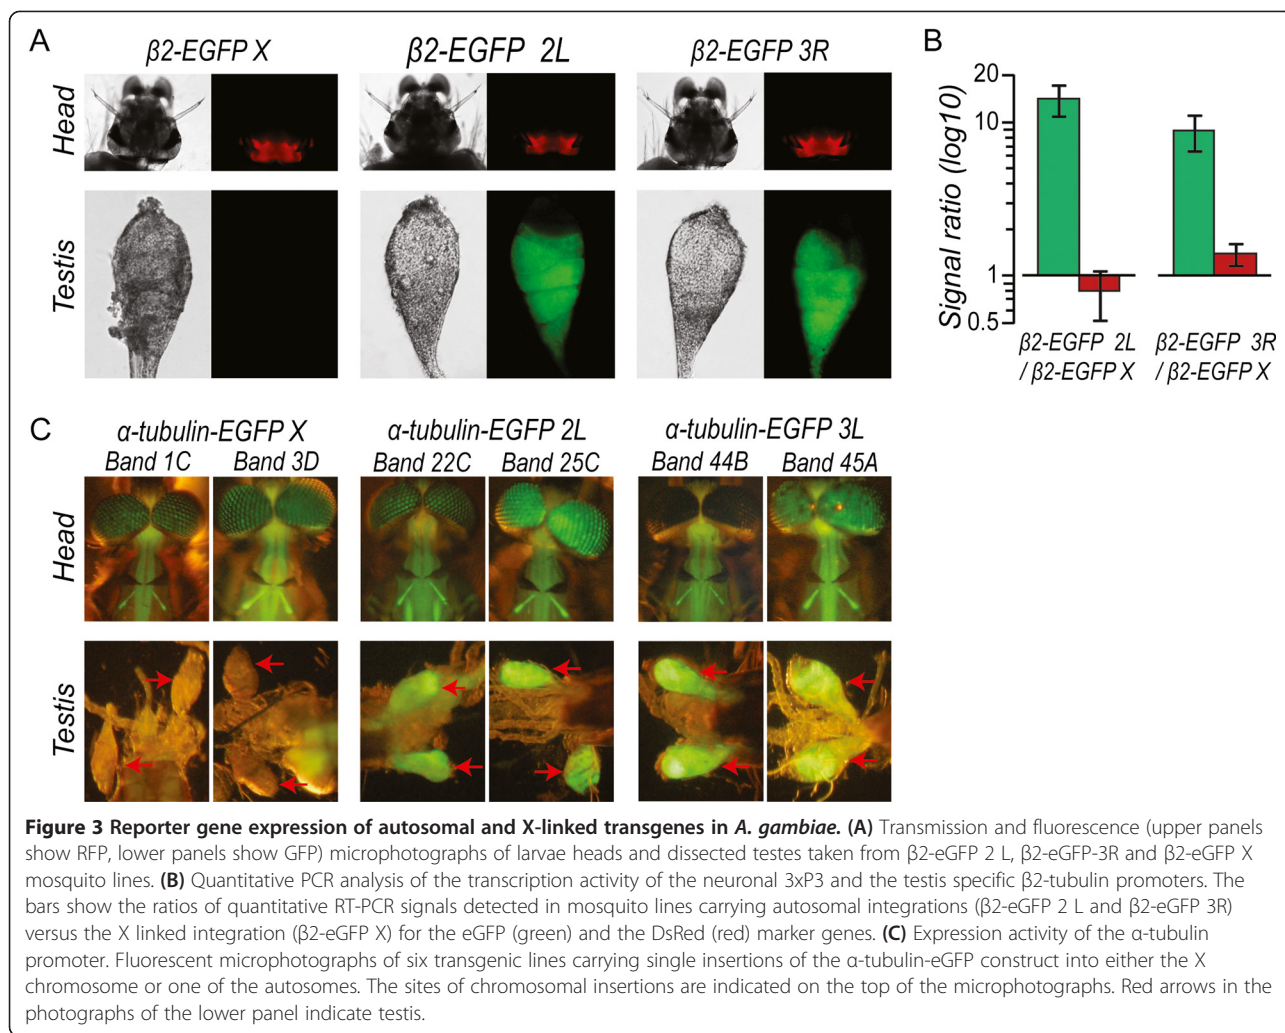 A
β2-EGFP X
β2-EGFP 2L
β2-EGFP 3R
Head
Testis
B
Signal ratio (log10)
20
10
1
0.5
β2-EGFP 2L
/ β2-EGFP X
β2-EGFP 3R
/ β2-EGFP X
C
α-tubulin-EGFP X
α-tubulin-EGFP 2L
α-tubulin-EGFP 3L
Band 1C
Band 3D
Band 22C
Band 25C
Band 44B
Band 45A
Head
Testis
Figure 3 Reporter gene expression of autosomal and X-linked transgenes in A. gambiae. (A) Transmission and fluorescence (upper panels
show RFP, lower panels show GFP) microphotographs of larvae heads and dissected testes taken from β2-eGFP 2 L, β2-eGFP-3R and β2-eGFP X
mosquito lines. (B) Quantitative PCR analysis of the transcription activity of the neuronal 3xP3 and the testis specific β2-tubulin promoters. The
bars show the ratios of quantitative RT-PCR signals detected in mosquito lines carrying autosomal integrations (β2-eGFP 2 L and β2-eGFP 3R)
versus the X linked integration (β2-eGFP X) for the eGFP (green) and the DsRed (red) marker genes. (C) Expression activity of the α-tubulin
promoter. Fluorescent microphotographs of six transgenic lines carrying single insertions of the α-tubulin-eGFP construct into either the X
chromosome or one of the autosomes. The sites of chromosomal insertions are indicated on the top of the microphotographs. Red arrows in the
photographs of the lower panel indicate testis.